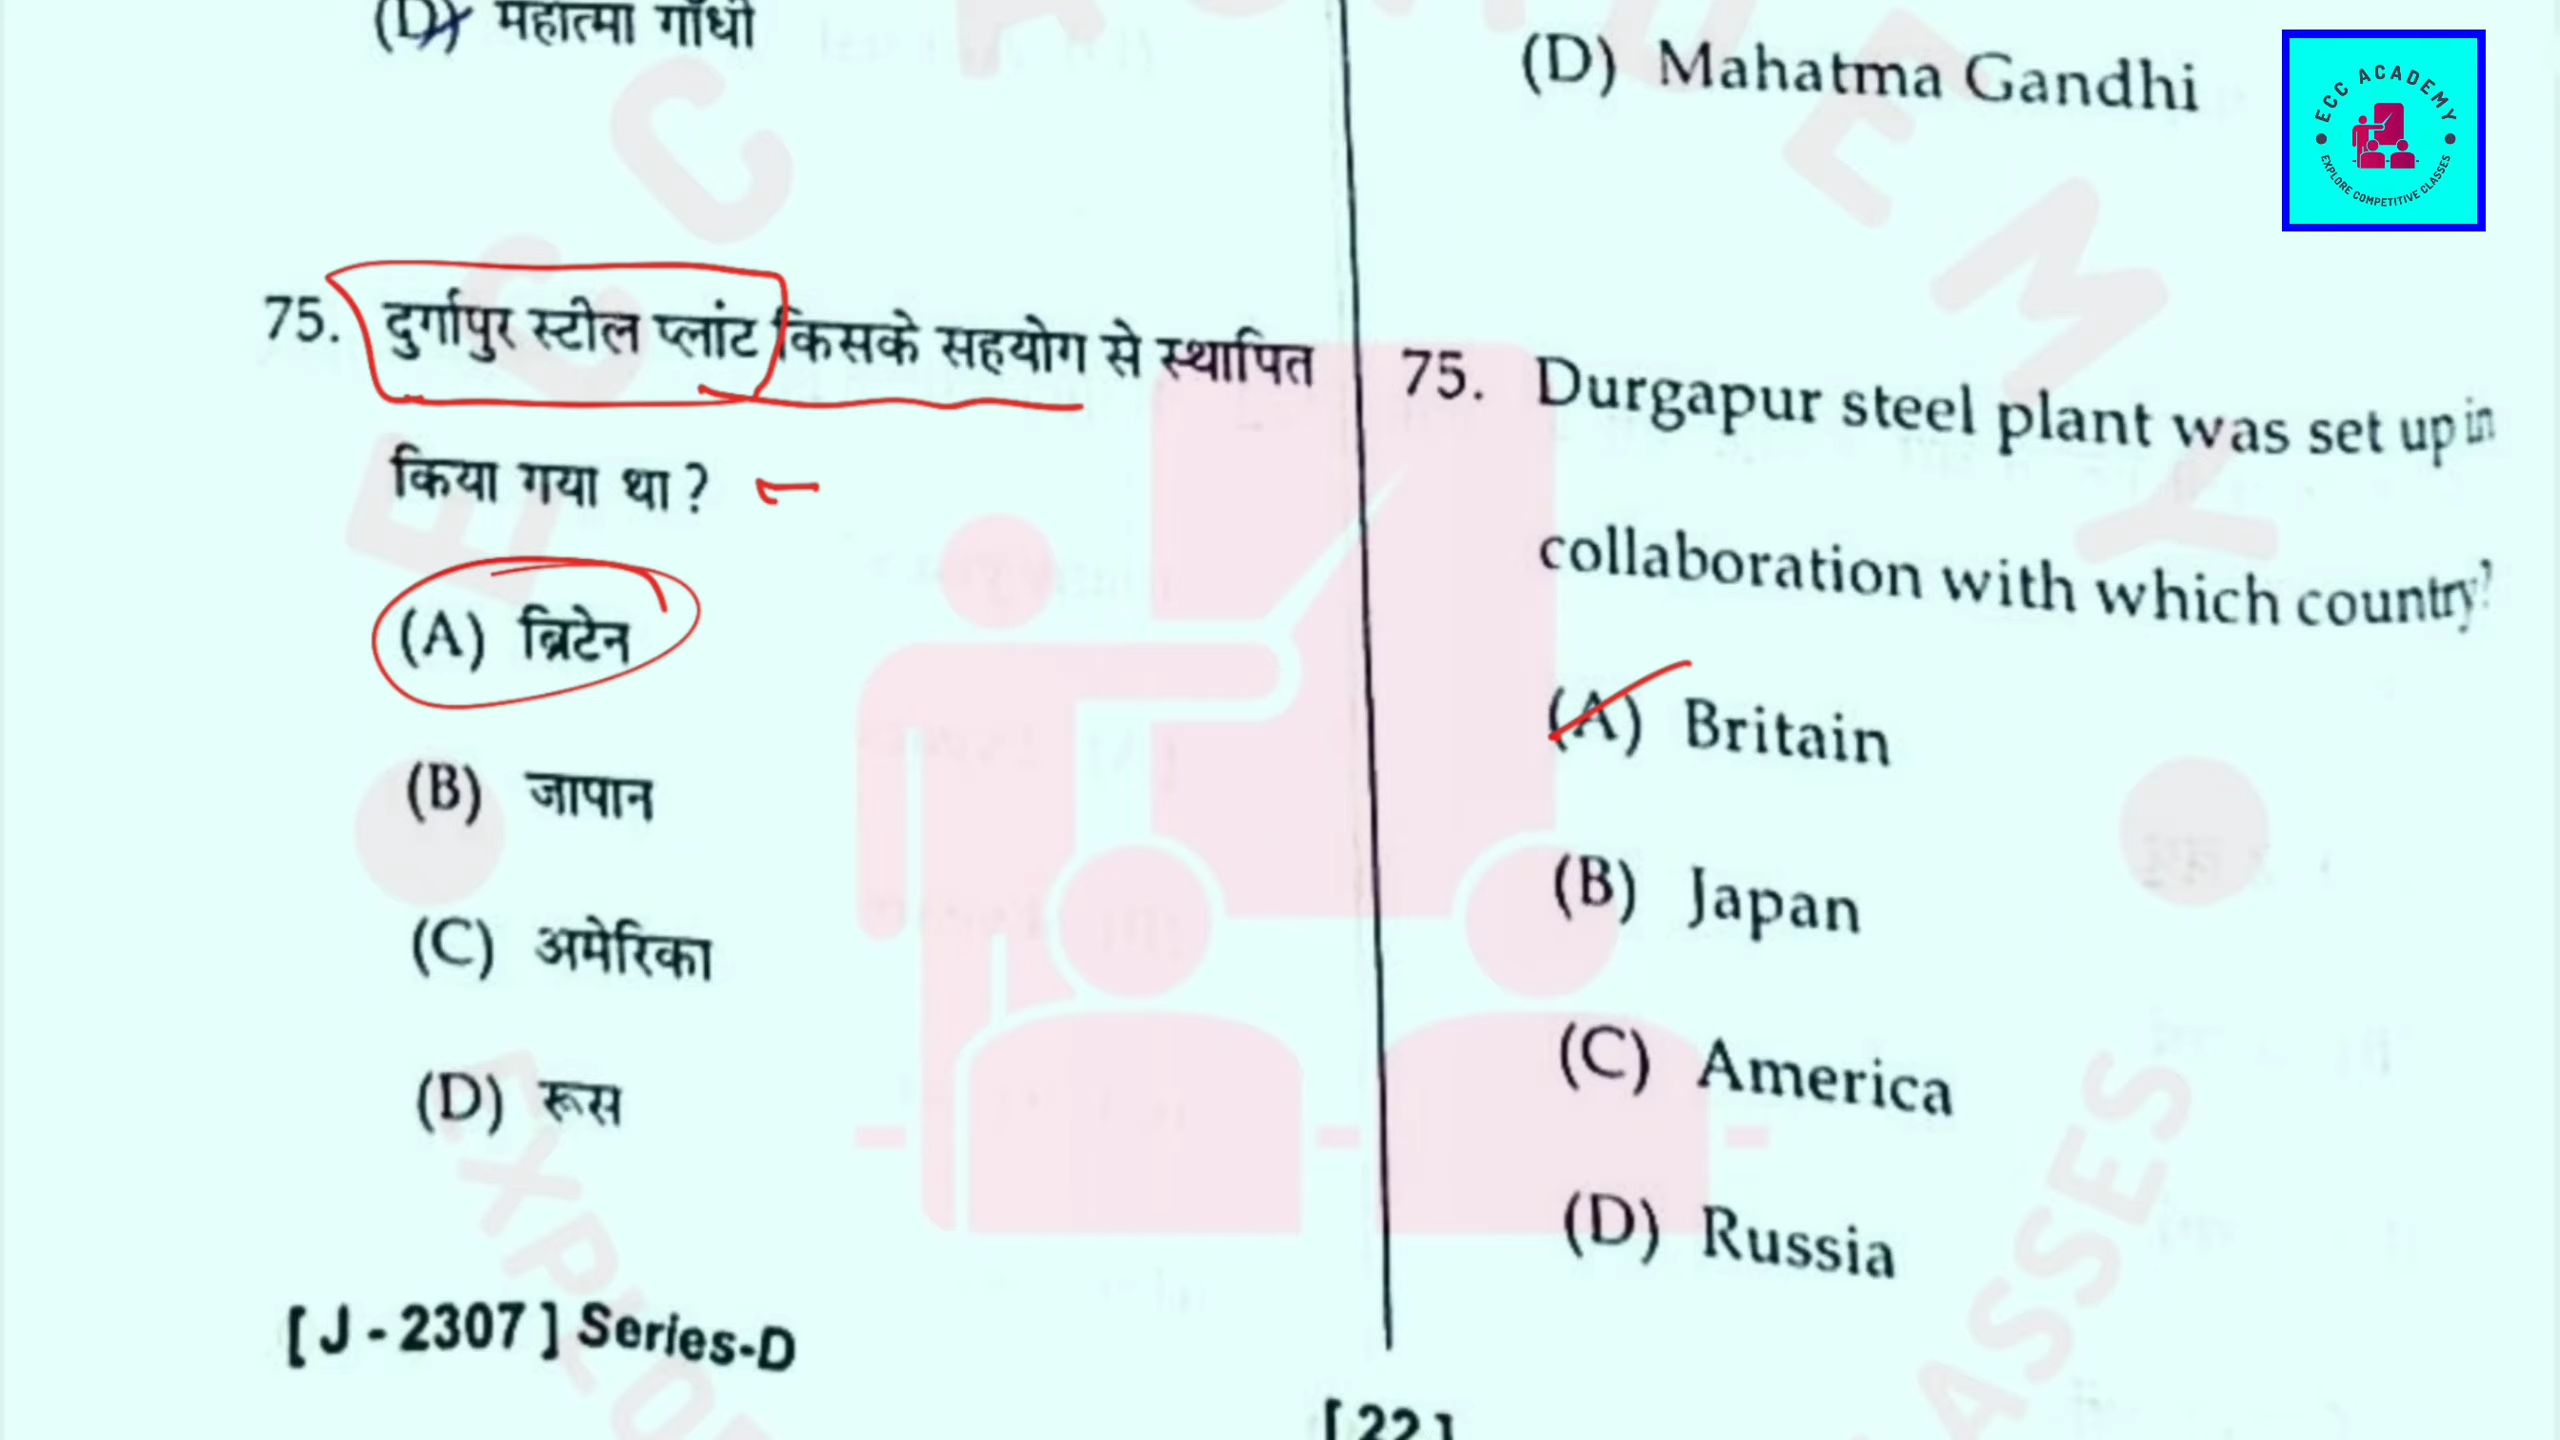 (D) महात्मा गाँधी
75. दुर्गापुर स्टील प्लांट किसके सहयोग से स्थापित
किया गया था ?
(A) ब्रिटेन
(B) जापान
(C) अमेरिका
(D) रूस
[ J - 2307 ] Series-D
(D) Mahatma Gandhi
75. Durgapur steel plant was set up in
collaboration with which country?
(A) Britain
(B) Japan
(C) America
(D) Russia
[ 22 ]
ECC ACADEMY
EXPLORE COMPETITIVE CLASSES